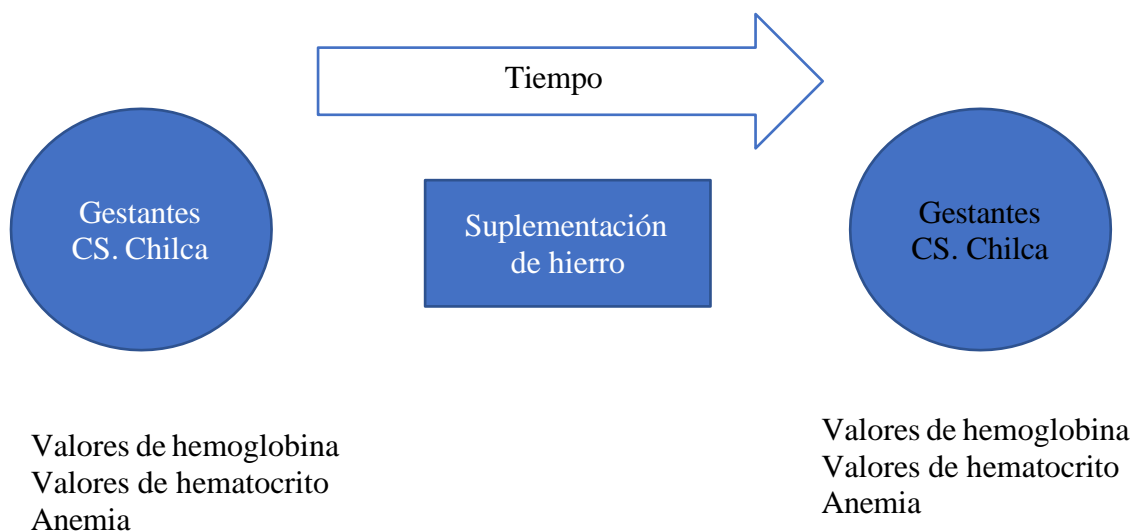 Tiempo
Gestantes
CS. Chilca
Suplementación
de hierro
Gestantes
CS. Chilca
Valores de hemoglobina
Valores de hematocrito
Anemia
Valores de hemoglobina
Valores de hematocrito
Anemia